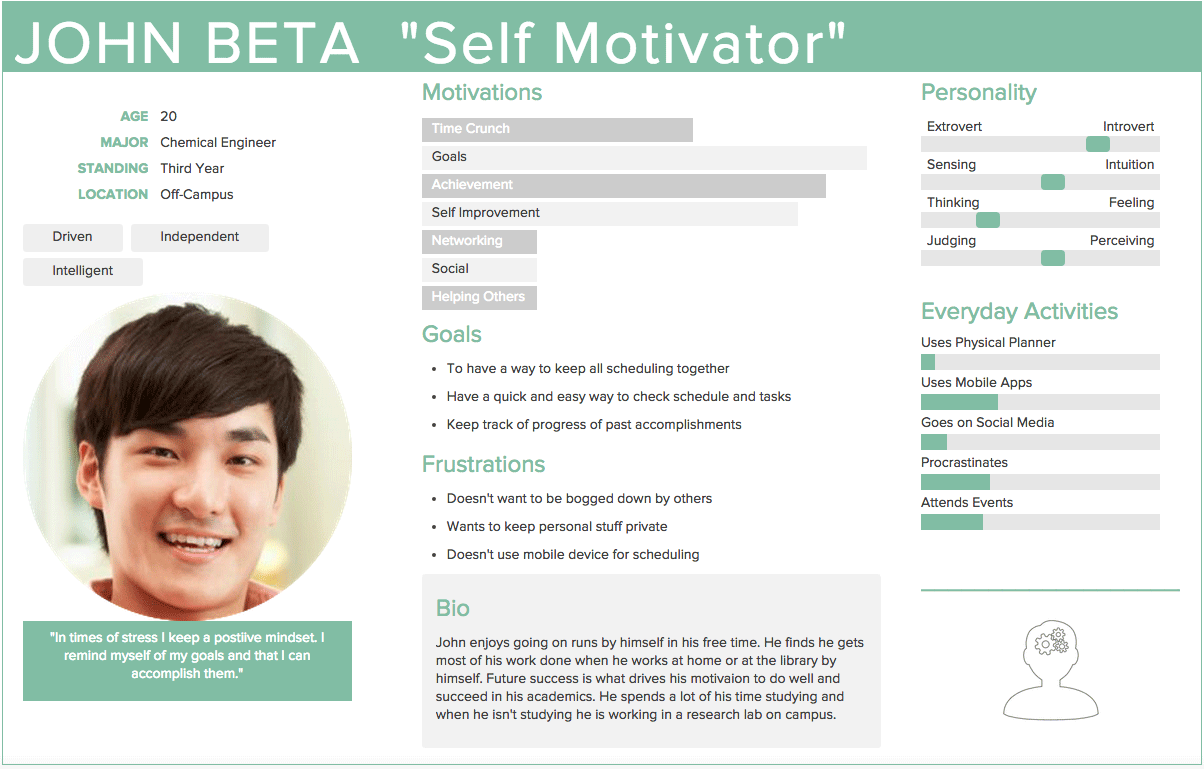 JOHN BETA "Self Motivator"
AGE 20
MAJOR Chemical Engineer
STANDING Third Year
LOCATION Off-Campus
Driven Independent
Intelligent
"In times of stress I keep a postiive mindset. I
remind myself of my goals and that I can
accomplish them."
Motivations
Time Crunch
Goals
Achievement
Self Improvement
Networking
Social
Helping Others
Goals
• To have a way to keep all scheduling together
• Have a quick and easy way to check schedule and tasks
• Keep track of progress of past accomplishments
Frustrations
• Doesn't want to be bogged down by others
• Wants to keep personal stuff private
• Doesn't use mobile device for scheduling
Bio
John enjoys going on runs by himself in his free time. He finds he gets
most of his work done when he works at home or at the library by
himself. Future success is what drives his motivaion to do well and
succeed in his academics. He spends a lot of his time studying and
when he isn't studying he is working in a research lab on campus.
Personality
Extrovert Introvert
Sensing Intuition
Thinking Feeling
Judging Perceiving
Everyday Activities
Uses Physical Planner
Uses Mobile Apps
Goes on Social Media
Procrastinates
Attends Events